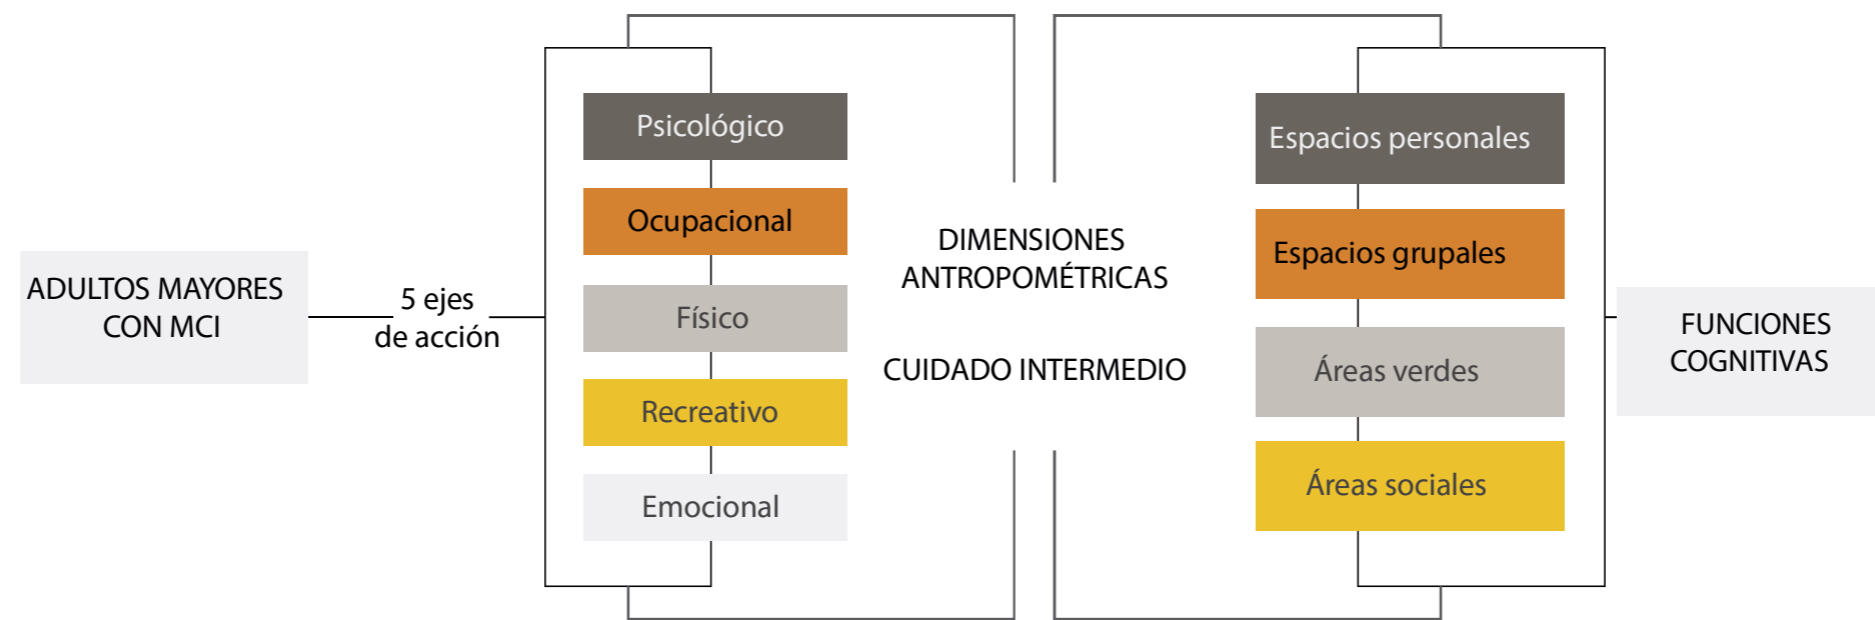 ADULTOS MAYORES
CON MCI
5 ejes
de acción
Psicológico
Ocupacional
Físico
Recreativo
Emocional
DIMENSIONES
ANTROPOMÉTRICAS
CUIDADO INTERMEDIO
Espacios personales
Espacios grupales
Áreas verdes
Áreas sociales
FUNCIONES
COGNITIVAS